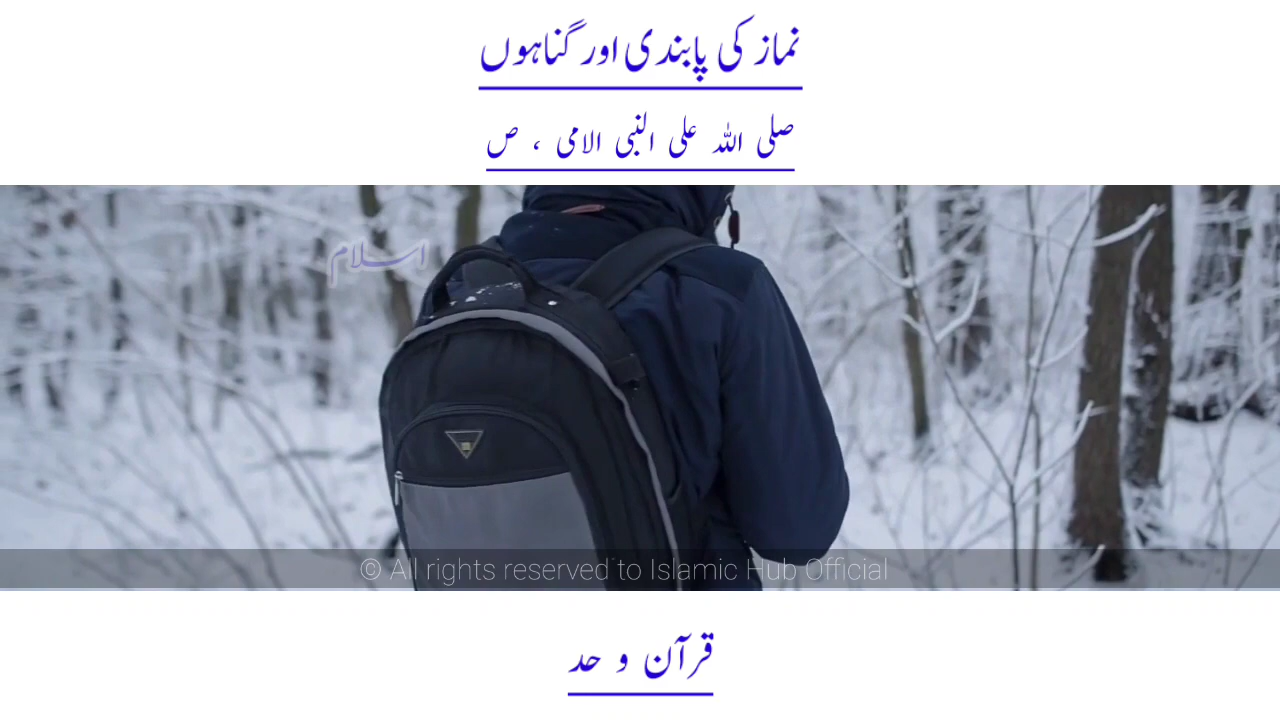 نماز کی پابندی اور گناہوں
صلی اللہ علی النبی الامی ، ص
اسلام
© All rights reserved to Islamic Hub Official
قرآن و حد